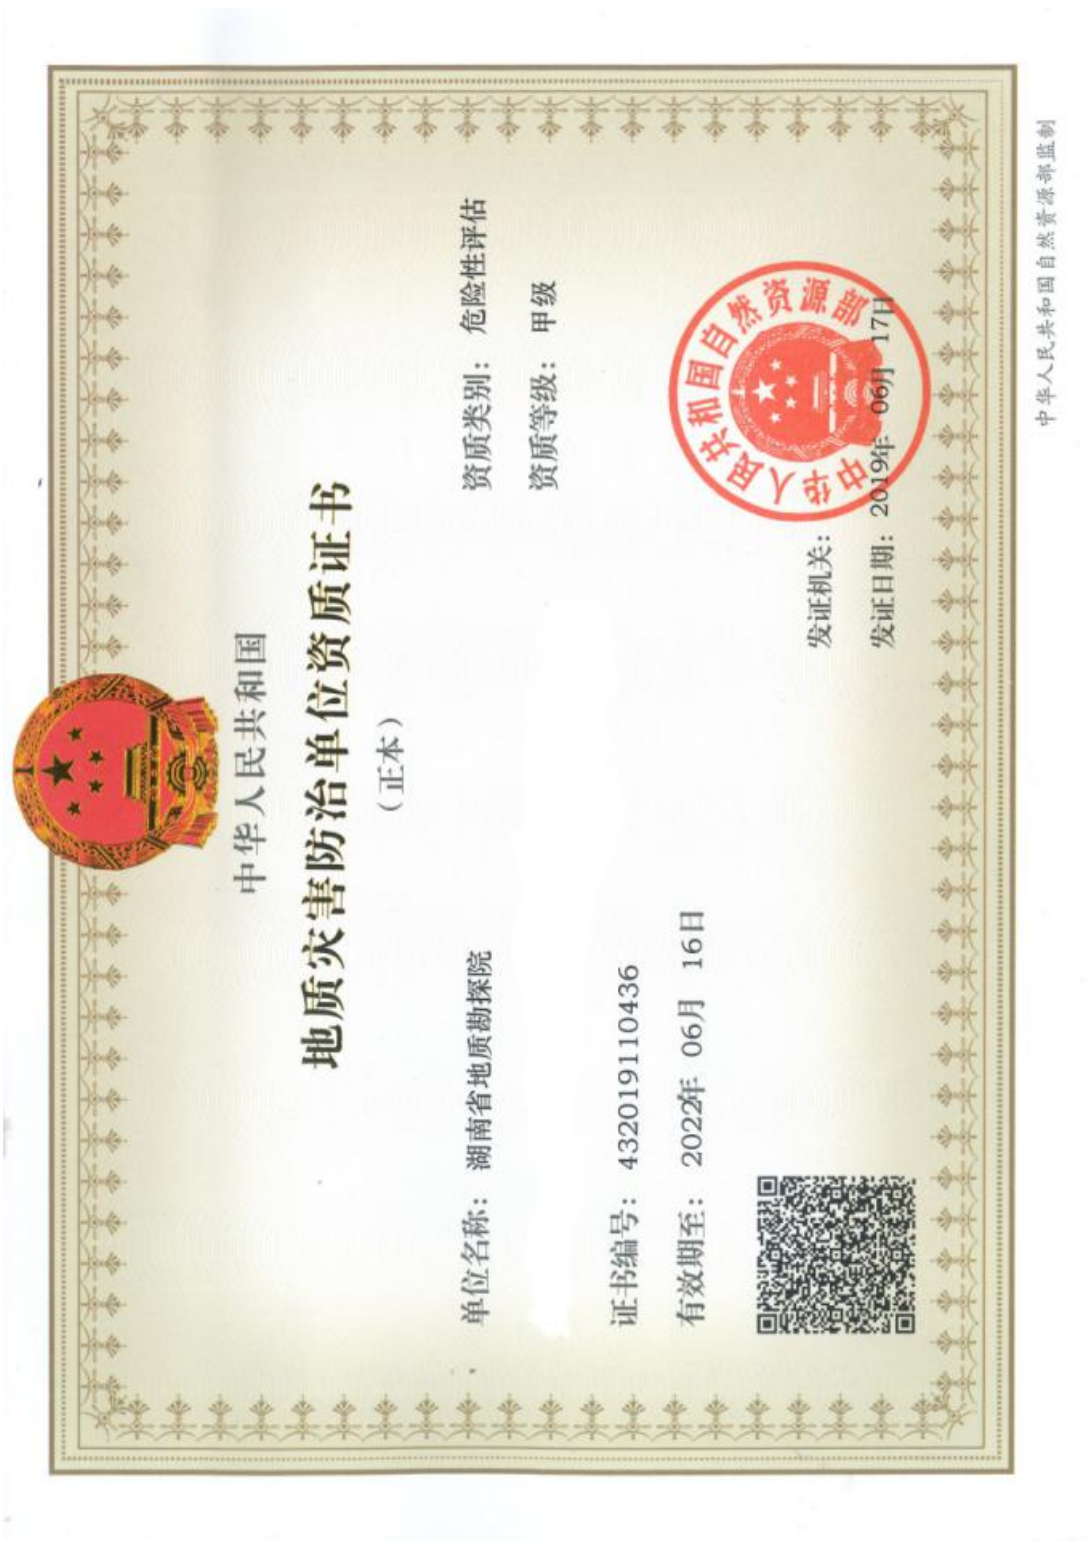 中华人民共和国
地质灾害防治单位资质证书
（正本）
单位名称： 湖南省地质勘探院
资质类别： 危险性评估
资质等级： 甲级
证书编号： 432019110436
有效期至： 2022年 06月 16日
发证机关：
中华人民共和国自然资源部
发证日期： 2019年 06月 17日
中华人民共和国自然资源部监制